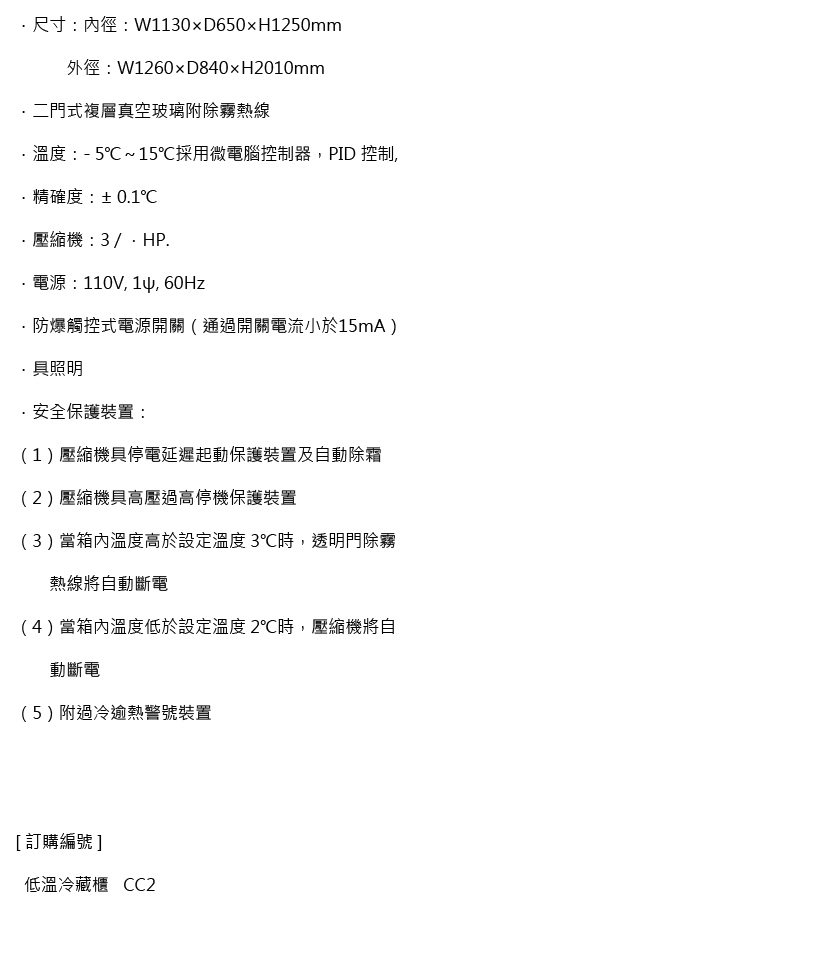 ．尺寸：內徑：W1130×D650×H1250mm
外徑：W1260×D840×H2010mm
．二門式複層真空玻璃附除霧熱線
．溫度：- 5℃～15℃採用微電腦控制器，PID 控制,
．精確度：± 0.1℃
．壓縮機：3 / ．HP.
．電源：110V, 1ψ, 60Hz
．防爆觸控式電源開關（通過開關電流小於15mA）
．具照明
．安全保護裝置：
（1）壓縮機具停電延遲起動保護裝置及自動除霜
（2）壓縮機具高壓過高停機保護裝置
（3）當箱內溫度高於設定溫度 3℃時，透明門除霧
熱線將自動斷電
（4）當箱內溫度低於設定溫度 2℃時，壓縮機將自
動斷電
（5）附過冷逾熱警號裝置
[ 訂購編號 ]
低溫冷藏櫃 CC2